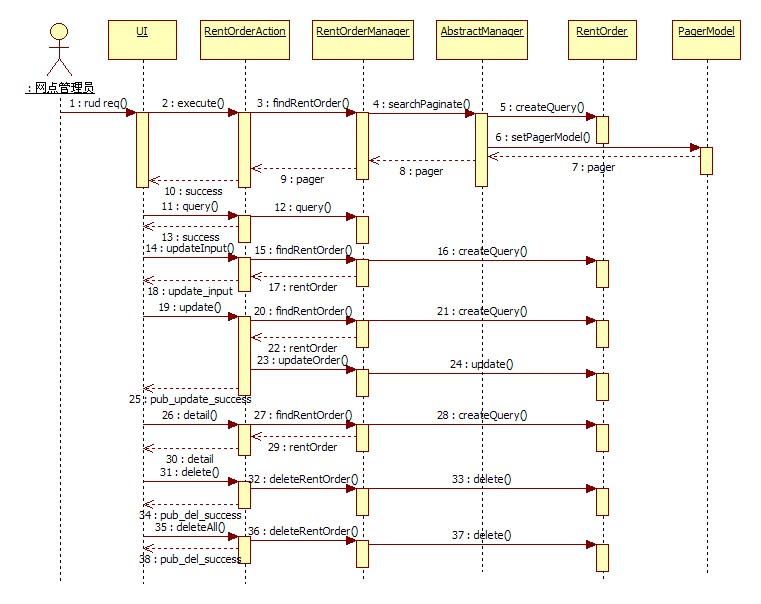 UI
RentOrderAction
RentOrderManager
AbstractManager
RentOrder
PagerModel
: 网点管理员
1 : rud req()
2 : execute()
3 : findRentOrder()
4 : searchPaginate()
5 : createQuery()
6 : setPagerModel()
7 : pager
8 : pager
9 : pager
10 : success
11 : query()
12 : query()
13 : success
14 : updateInput()
15 : findRentOrder()
16 : createQuery()
17 : rentOrder
18 : update_input
19 : update()
20 : findRentOrder()
21 : createQuery()
22 : rentOrder
23 : updateOrder()
24 : update()
25 : pub_update_success
26 : detail()
27 : findRentOrder()
28 : createQuery()
29 : rentOrder
30 : detail
31 : delete()
32 : deleteRentOrder()
33 : delete()
34 : pub_del_success
35 : deleteAll()
36 : deleteRentOrder()
37 : delete()
38 : pub_del_success